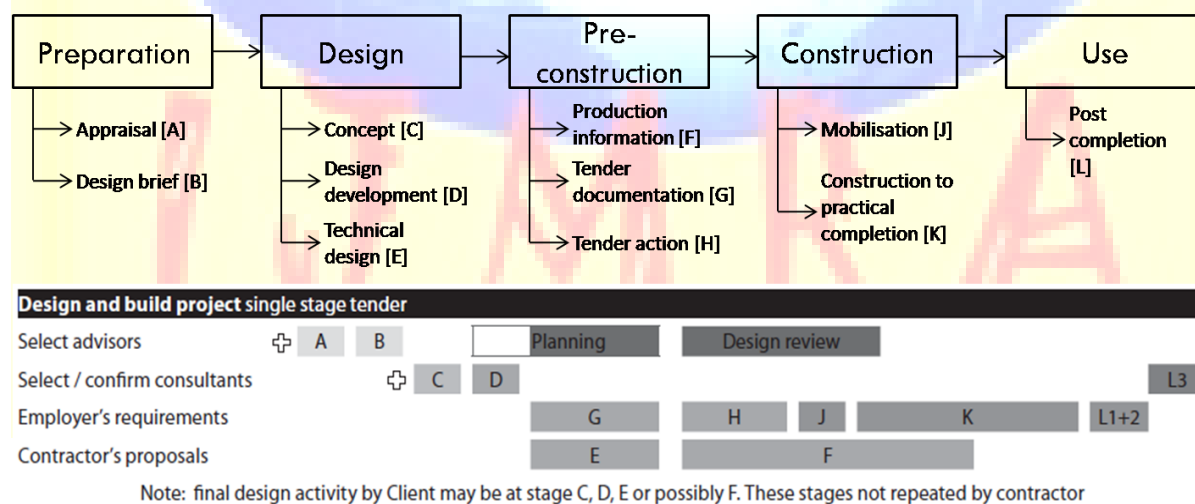 Preparation
Design
Pre-
construction
Construction
Use
Appraisal [A]
Design brief [B]
Concept [C]
Design
development [D]
Technical
design [E]
Production
information [F]
Tender
documentation [G]
Tender action [H]
Mobilisation [J]
Construction to
practical
completion [K]
Post
completion
[L]
Design and build project single stage tender
Select advisors A B Planning Design review
Select / confirm consultants C D L3
Employer's requirements G H J K L1+2
Contractor's proposals E F
Note: final design activity by Client may be at stage C, D, E or possibly F. These stages not repeated by contractor